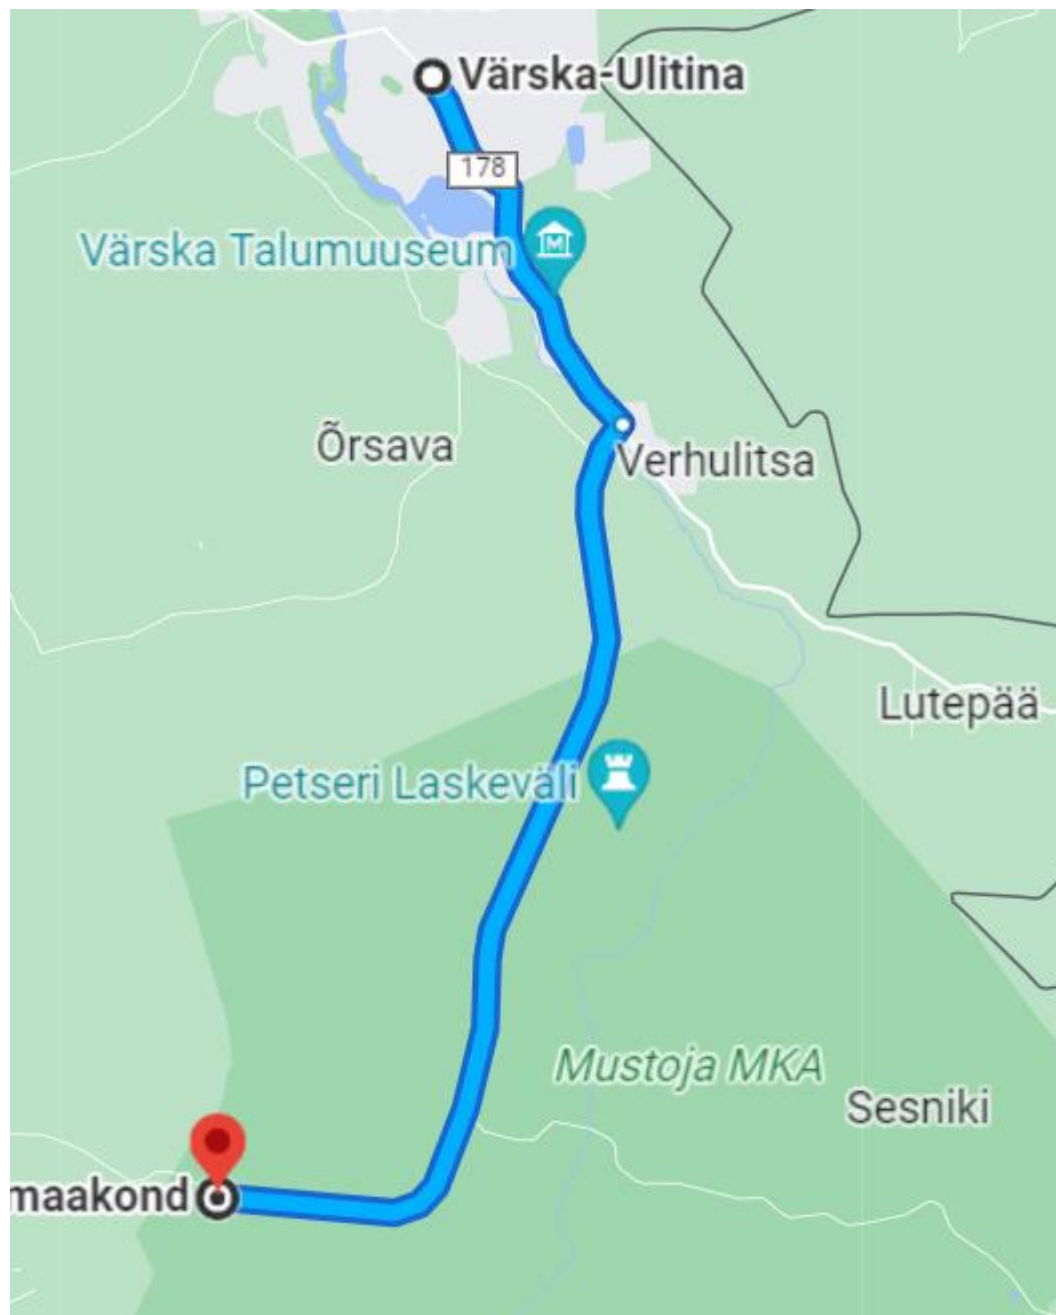 Värska-Ulitina
178
Värska Talumuuseum
Õrsava
Verhulitsa
Lutepää
Petseri Laskeväli
Mustoja MKA
Sesniki
maakond